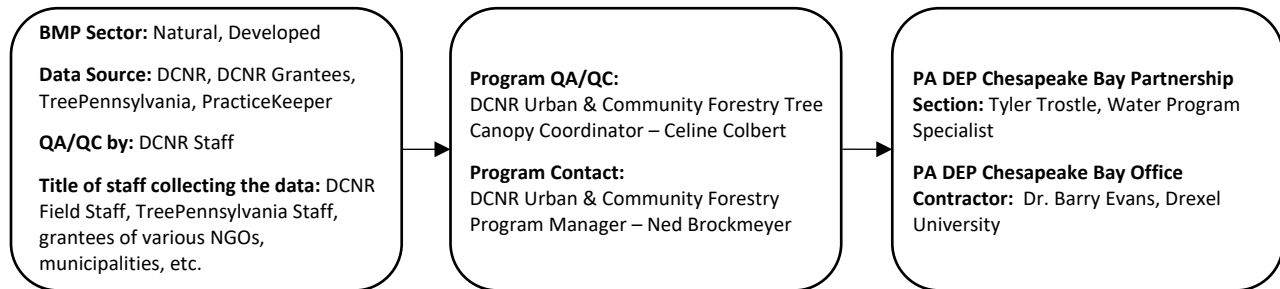 BMP Sector: Natural, Developed
Data Source: DCNR, DCNR Grantees,
TreePennsylvania, PracticeKeeper
QA/QC by: DCNR Staff
Title of staff collecting the data: DCNR
Field Staff, TreePennsylvania Staff,
grantees of various NGOs,
municipalities, etc.
Program QA/QC:
DCNR Urban & Community Forestry Tree
Canopy Coordinator – Celine Colbert
Program Contact:
DCNR Urban & Community Forestry
Program Manager – Ned Brockmeyer
PA DEP Chesapeake Bay Partnership
Section: Tyler Trostle, Water Program
Specialist
PA DEP Chesapeake Bay Office
Contractor: Dr. Barry Evans, Drexel
University